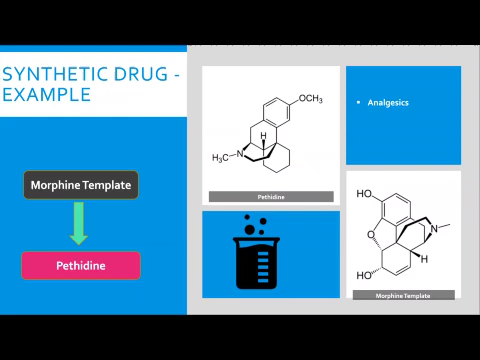 SYNTHETIC DRUG -
EXAMPLE
Morphine Template
Pethidine
OCH₃
H
N
H₃C
Pethidine
• Analgesics
HO
O
N
H
HO
Morphine Template